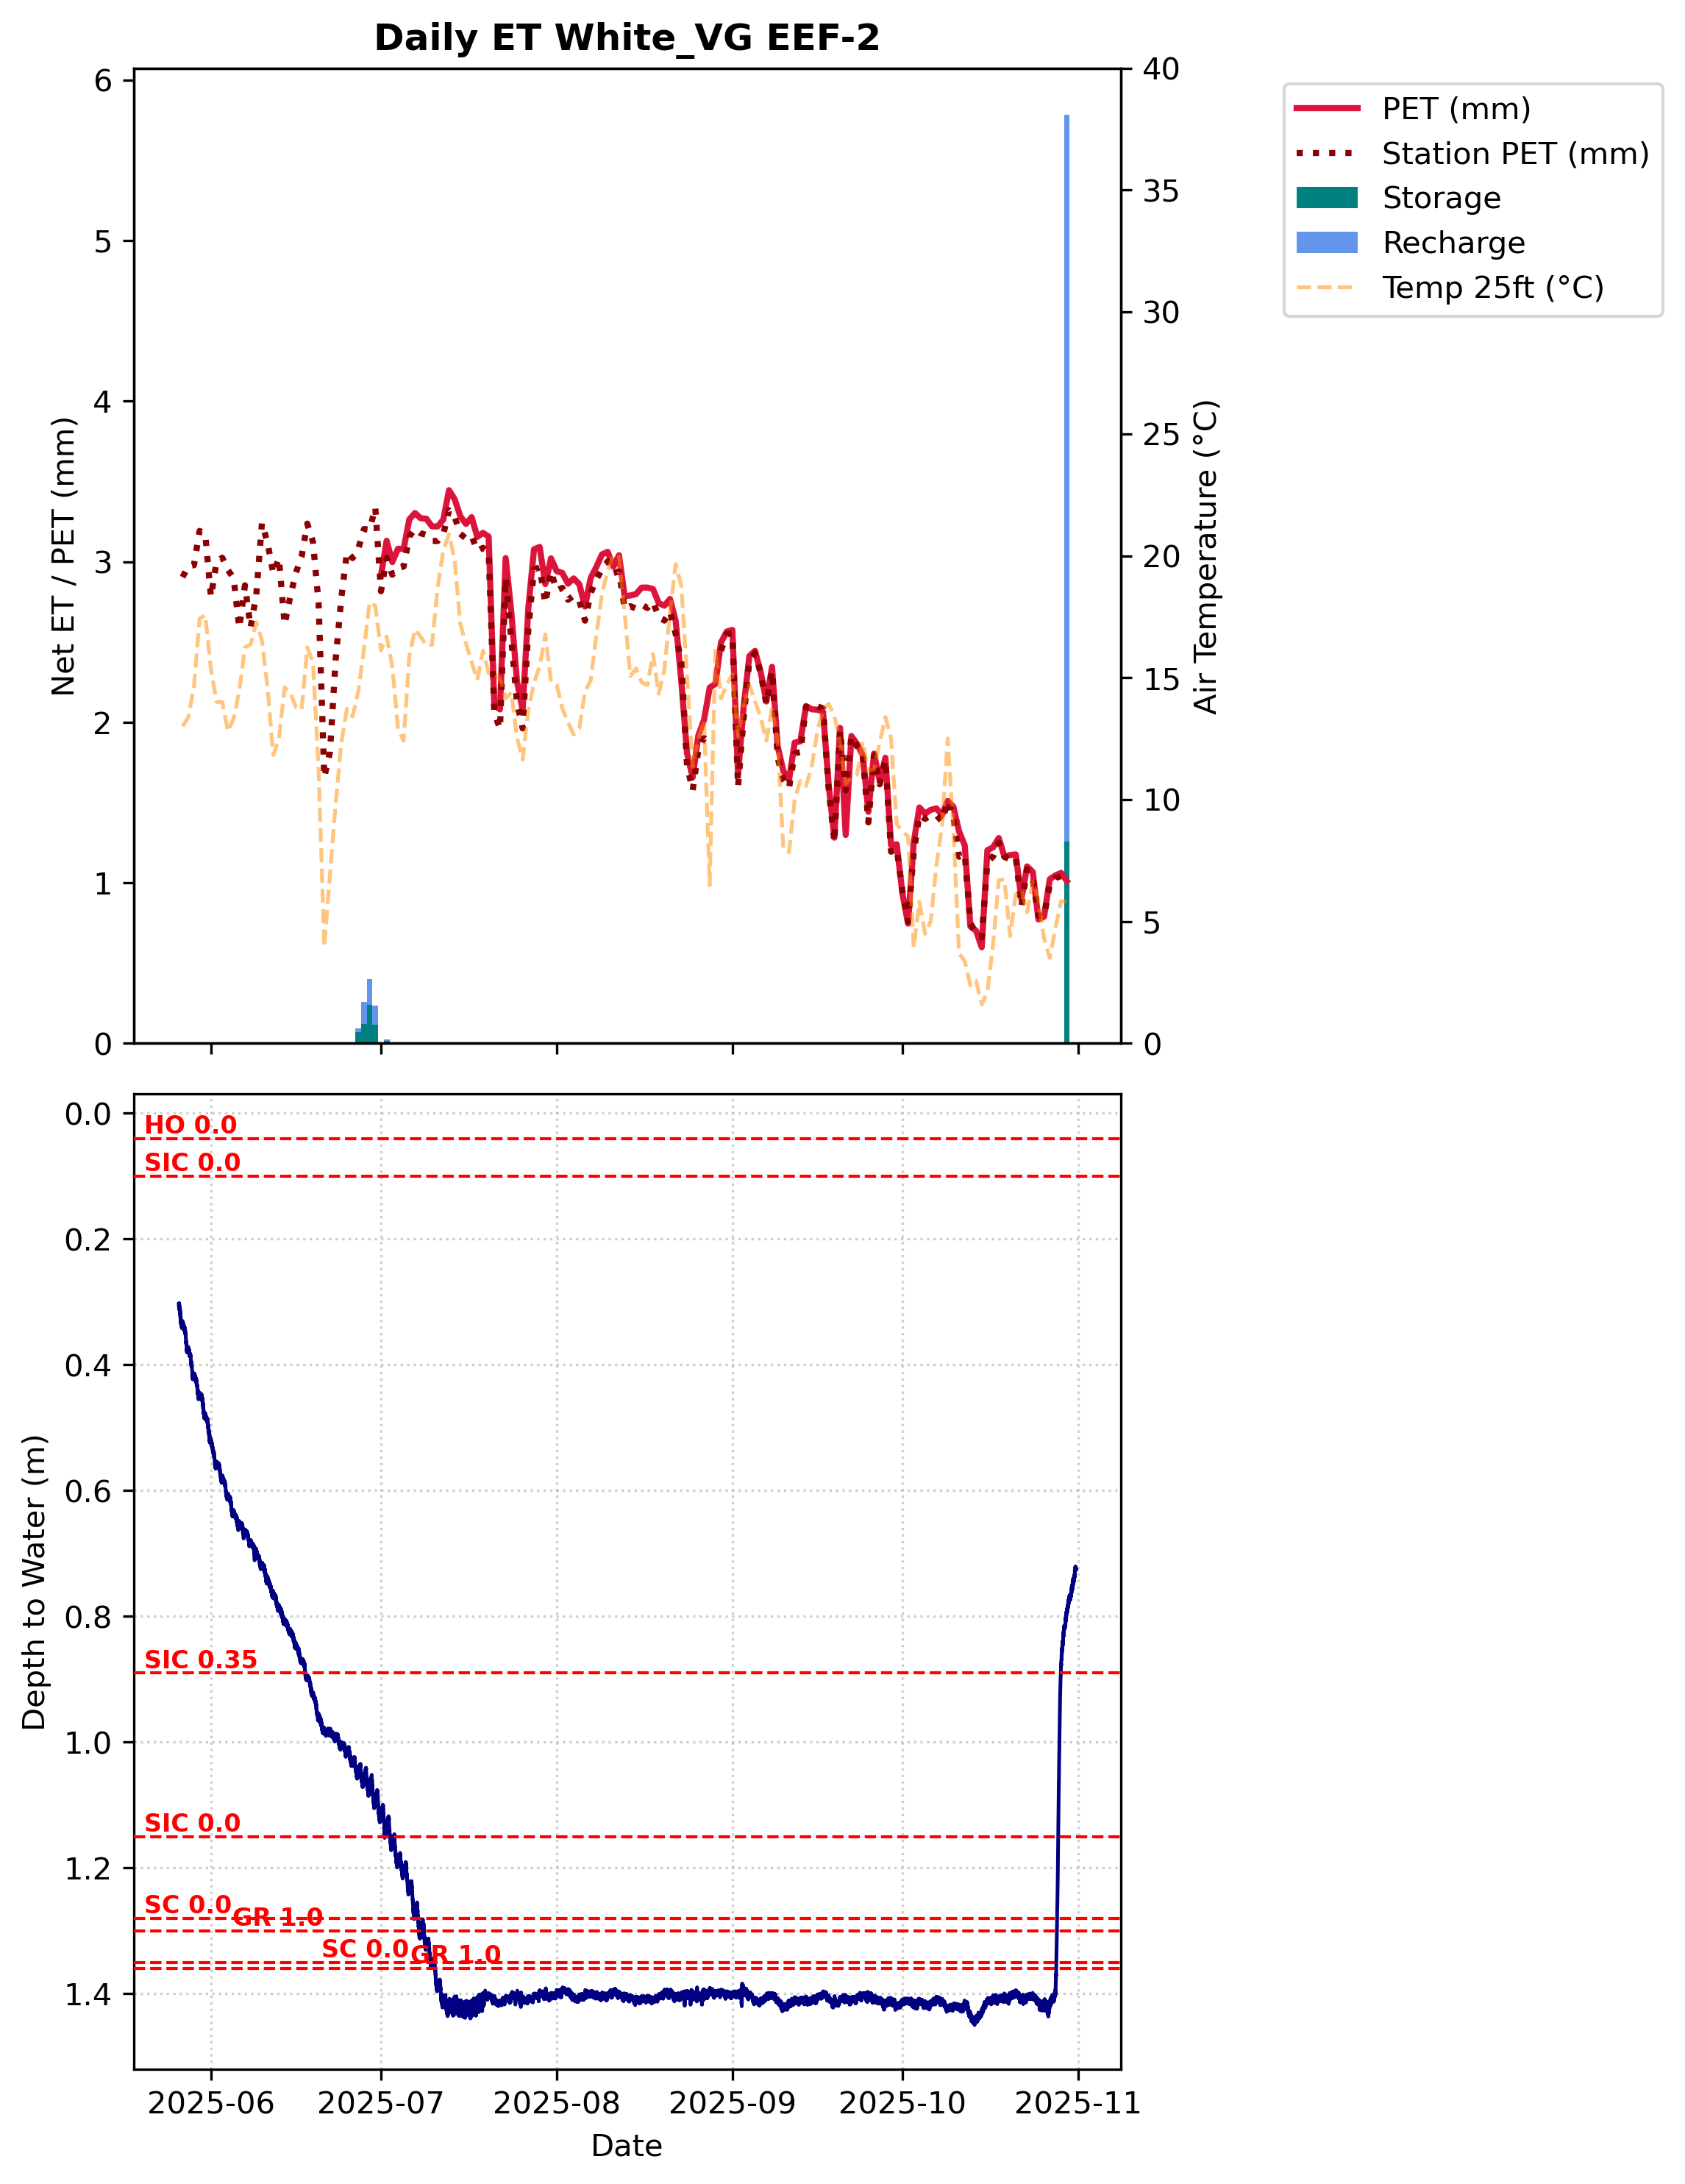 Daily ET White_VG EEF-2
6
5
4
3
2
1
0
Net ET / PET (mm)
40
35
30
25
20
15
10
5
0
Air Temperature (°C)
PET (mm)
Station PET (mm)
Storage
Recharge
Temp 25ft (°C)
0.0
0.2
0.4
0.6
0.8
1.0
1.2
1.4
Depth to Water (m)
HO 0.0
SIC 0.0
SIC 0.35
SIC 0.0
SC 0.0
GR 1.0
SC 0.0
GR 1.0
2025-06
2025-07
2025-08
2025-09
2025-10
2025-11
Date